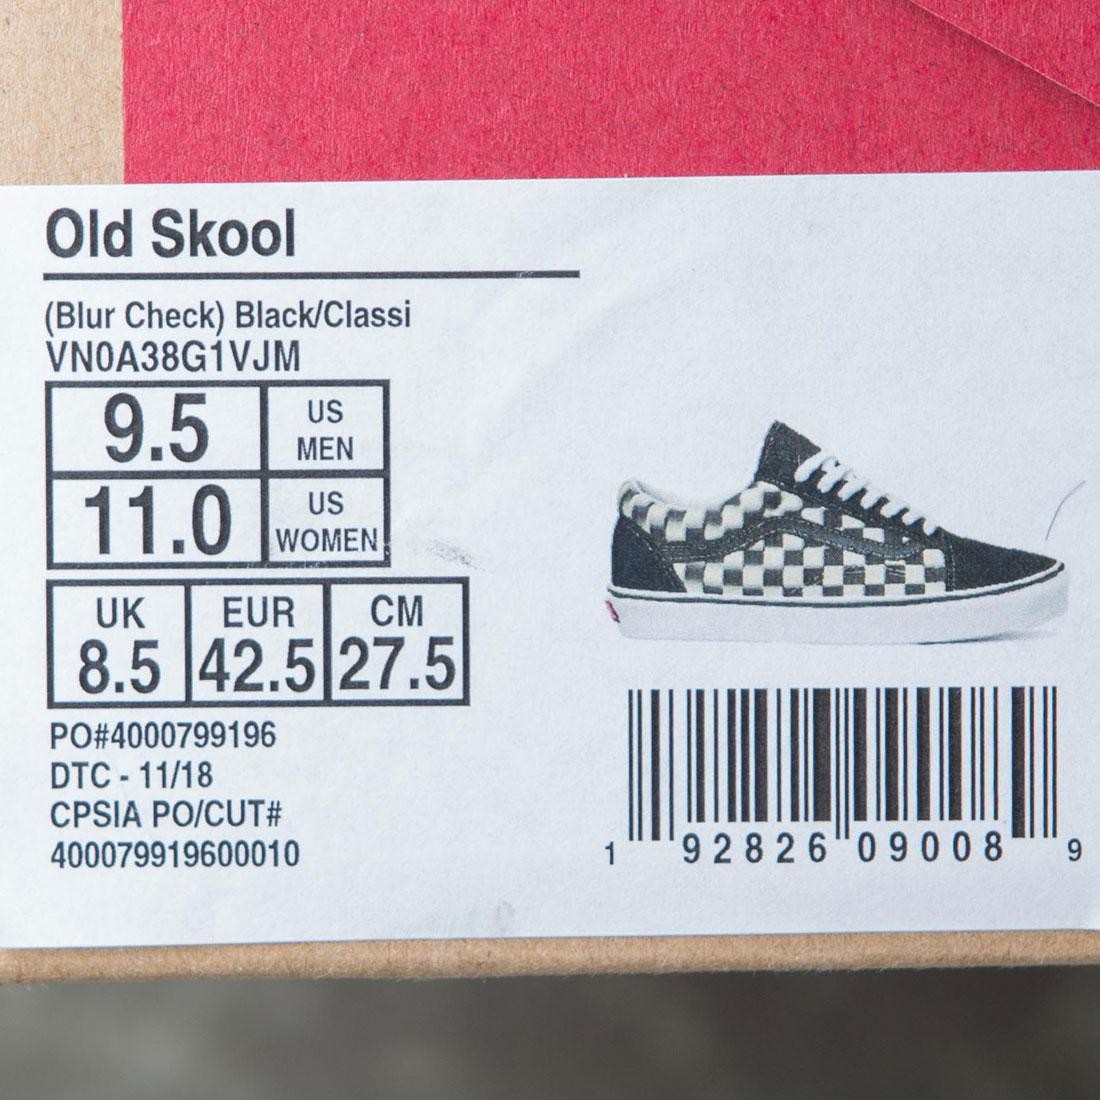 Old Skool
(Blur Check) Black/Classi
VN0A38G1VJM
9.5 US MEN
11.0 US WOMEN
UK EUR CM
8.5 42.5 27.5
PO#4000799196
DTC - 11/18
CPSIA PO/CUT#
400079919600010
1 92826 09008 9